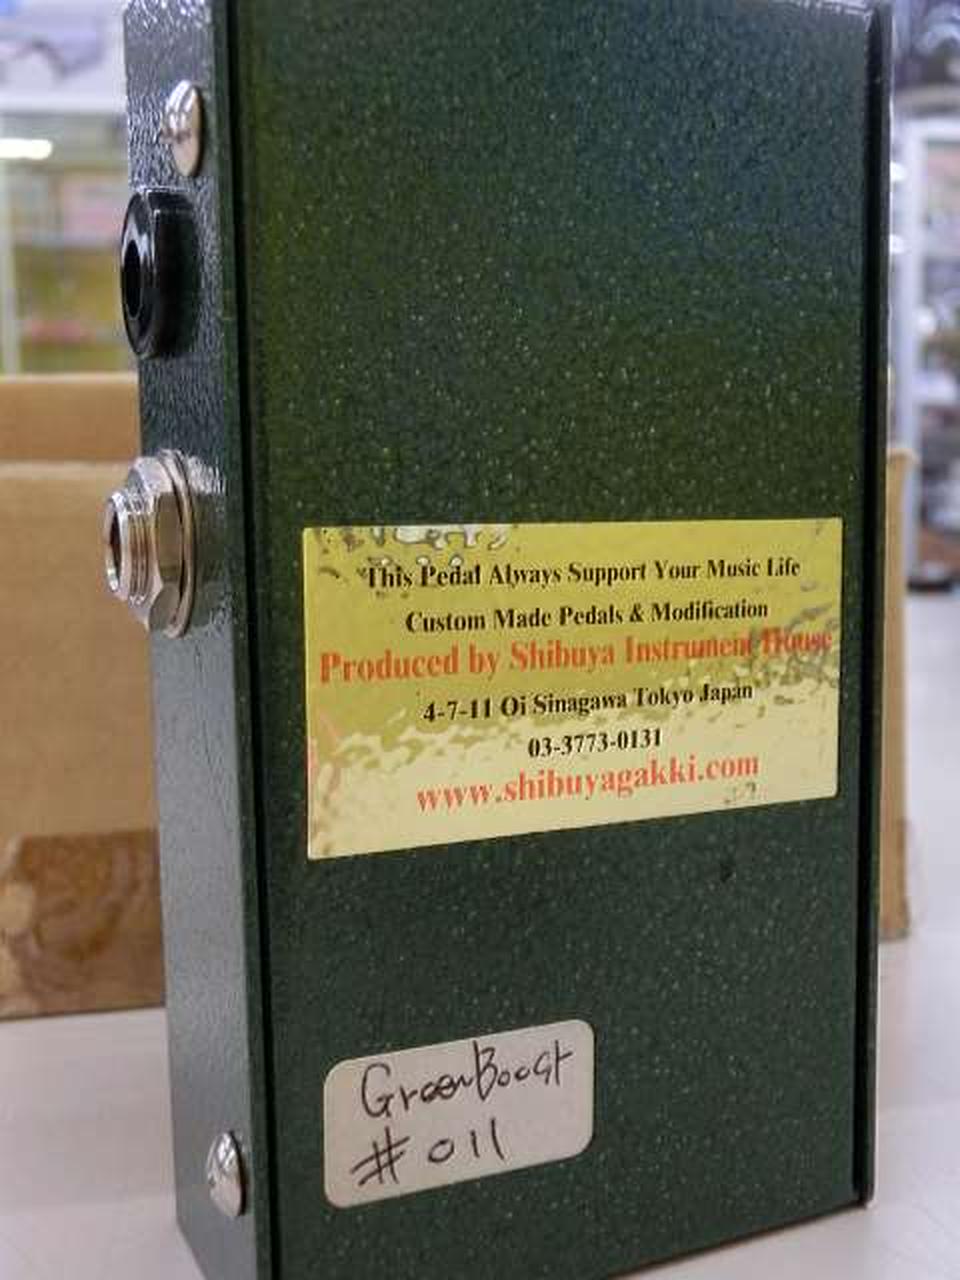 This Pedal Always Support Your Music Life
Custom Made Pedals & Modification
Produced by Shibuya Instrument House
4-7-11 Oi Sinagawa Tokyo Japan
03-3773-0131
www.shibuyagakki.com
GreenBoost
#011